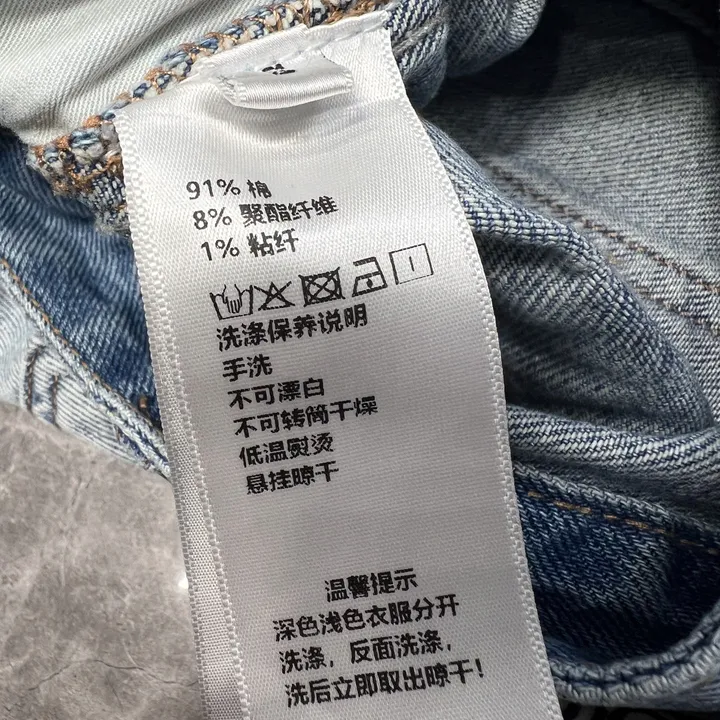 91% 棉
8% 聚酯纤维
1% 粘纤
洗涤保养说明
手洗
不可漂白
不可转筒干燥
低温熨烫
悬挂晾干
温馨提示
深色浅色衣服分开
洗涤，反面洗涤，
洗后立即取出晾干！